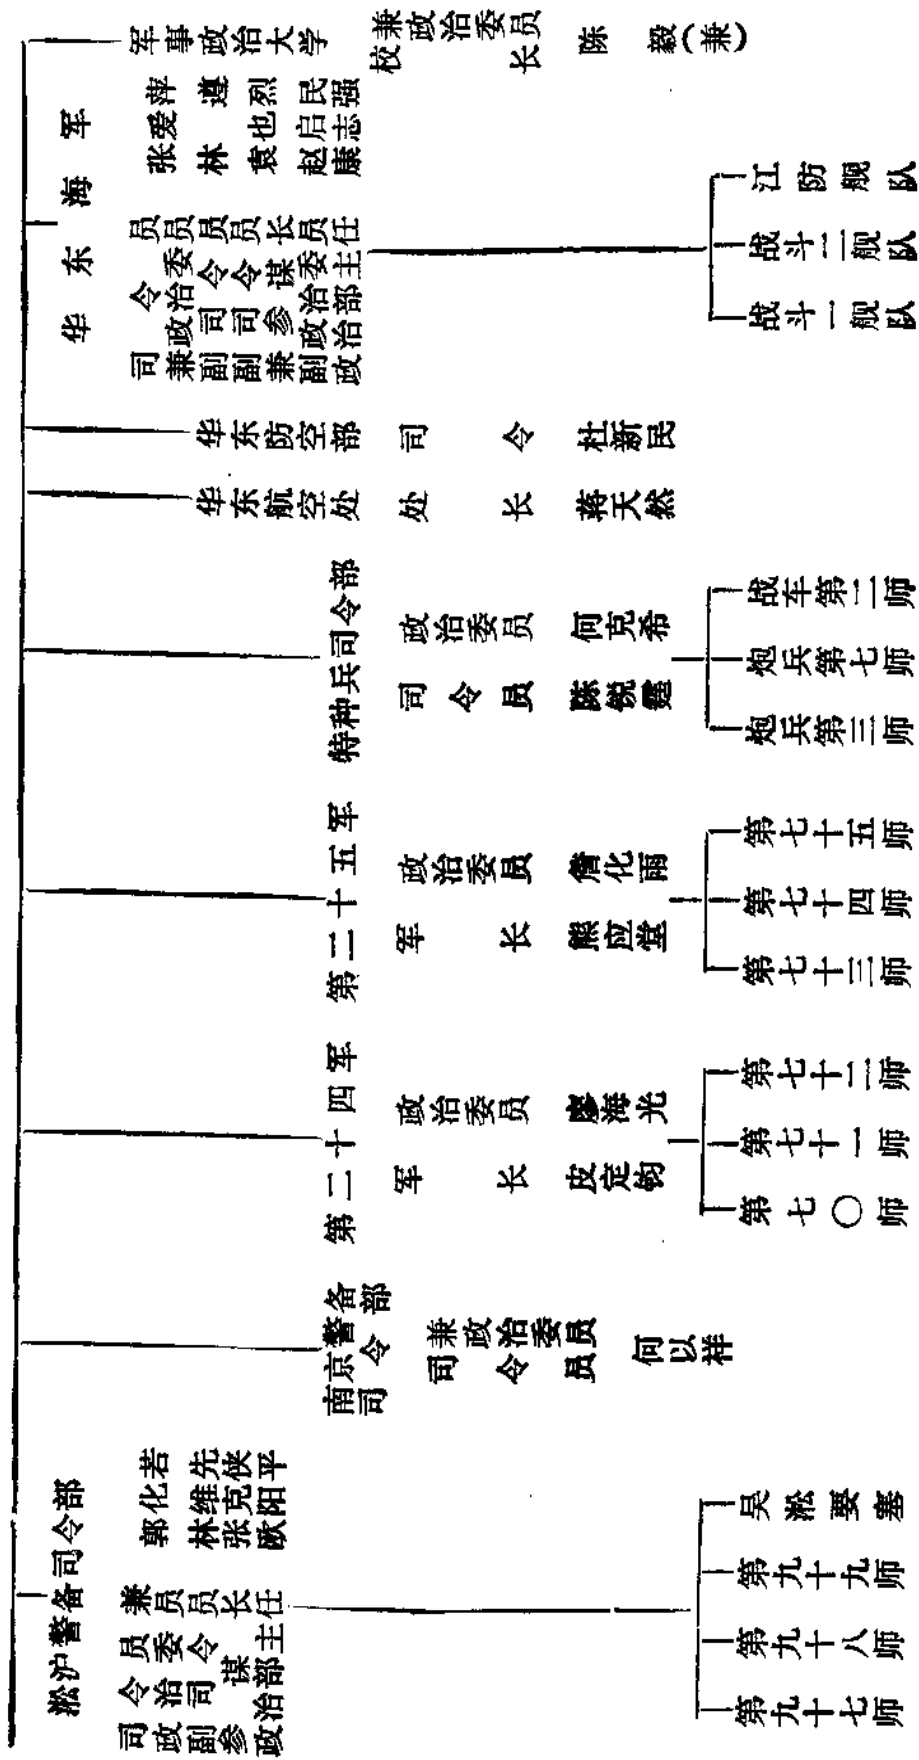 淞沪警备司令部
司令员兼
政治委员 郭化若
副司令员 林维先
参谋长 张克侠
政治部主任 欧阳平
第九十七师
第九十八师
第九十九师
吴淞要塞
南京警备
司令部
司令员
兼政治委员 何以祥
第二十四军
军长 皮定钧
政治委员 廖海光
第七〇师
第七十一师
第七十二师
第二十五军
军长 熊应堂
政治委员 詹化雨
第七十三师
第七十四师
第七十五师
特种兵司令部
司令员 陈锐霆
政治委员 何克希
炮兵第三师
炮兵第七师
战车第二师
华东航空处 处长 蒋天然
华东防空部 司令 杜新民
华东海军
司令员
兼政治委员 张爱萍
副司令员 林遵
副司令员
兼参谋长 袁也烈
副政治委员 赵启民
政治部主任 康志强
战斗一舰队
战斗二舰队
江防舰队
军事政治大学 校长
兼政治委员 陈毅(兼)